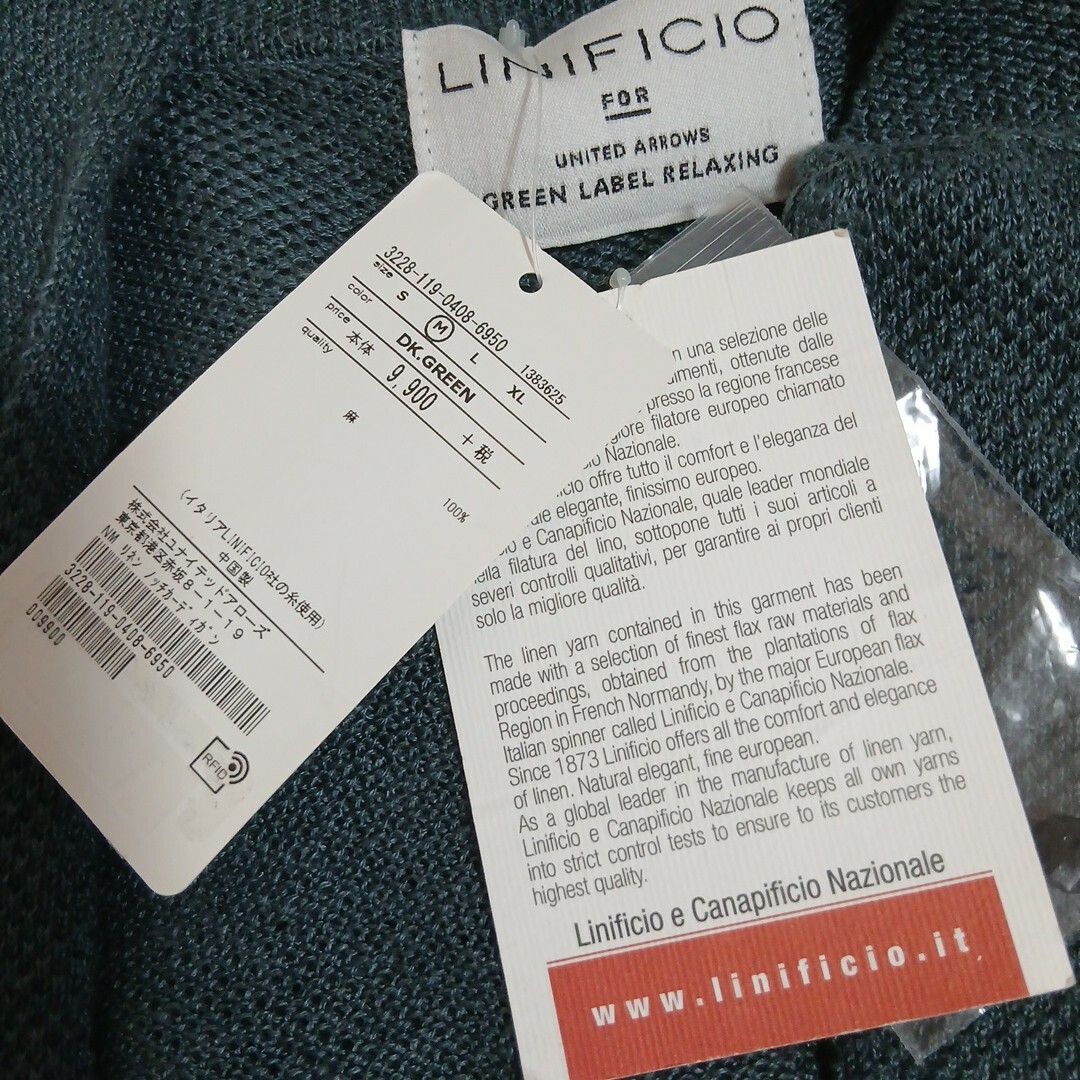 LINIFICIO
FOR
UNITED ARROWS
GREEN LABEL RELAXING
3228-119-0408-6950 1383625
size S M L XL
color DK.GREEN
price 本体 9,900 +税
quality
麻 100%
(イタリアLINIFICIO社の糸使用)
中国製
株式会社ユナイテッドアローズ
東京都港区赤坂8-1-19
NM リネン ノッチカーディガン
3228-119-0408-6950
009900
RFID
una selezione delle
ottenute dalle
presso la regione francese
filatore europeo chiamato
Nazionale.
offre tutto il comfort e l'eleganza del
elegante, finissimo europeo.
e Canapificio Nazionale, quale leader mondiale
filatura del lino, sottopone tutti i suoi articoli a
severi controlli qualitativi, per garantire ai propri clienti
solo la migliore qualità.
The linen yarn contained in this garment has been
made with a selection of finest flax raw materials and
proceedings, obtained from the plantations of flax
Region in French Normandy, by the major European flax
Italian spinner called Linificio e Canapificio Nazionale.
Since 1873 Linificio offers all the comfort and elegance
of linen. Natural elegant, fine european.
As a global leader in the manufacture of linen yarn,
Linificio e Canapificio Nazionale keeps all own yarns
into strict control tests to ensure to its customers the
highest quality.
Linificio e Canapificio Nazionale
www.linificio.it